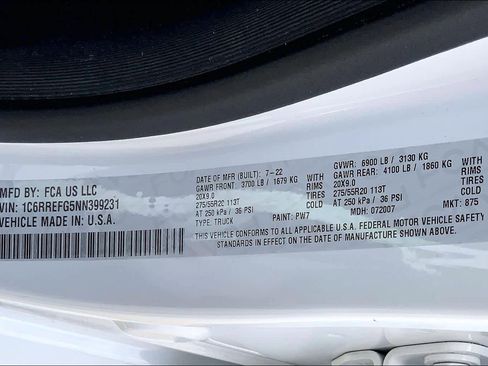 MFD BY: FCA US LLC
VIN: 1C6RREFG5NN399231
VEHICLE MADE IN U.S.A.
DATE OF MFR (BUILT): 7-22
GAWR FRONT: 3700 LB / 1679 KG WITH
20X9.0 RIMS
275/55R20 113T TIRES
AT 250 kPa / 36 PSI COLD
TYPE: TRUCK PAINT: PW7
GVWR: 6900 LB / 3130 KG
GAWR REAR: 4100 LB / 1860 KG WITH
20X9.0 RIMS
275/55R20 113T TIRES
AT 250 kPa / 36 PSI COLD
MDH: 072007 MKT: 875
THIS VEHICLE CONFORMS TO ALL APPLICABLE U.S.A. FEDERAL MOTOR VEHICLE SAFETY
STANDARDS IN EFFECT ON THE DATE OF MANUFACTURE SHOWN ABOVE.